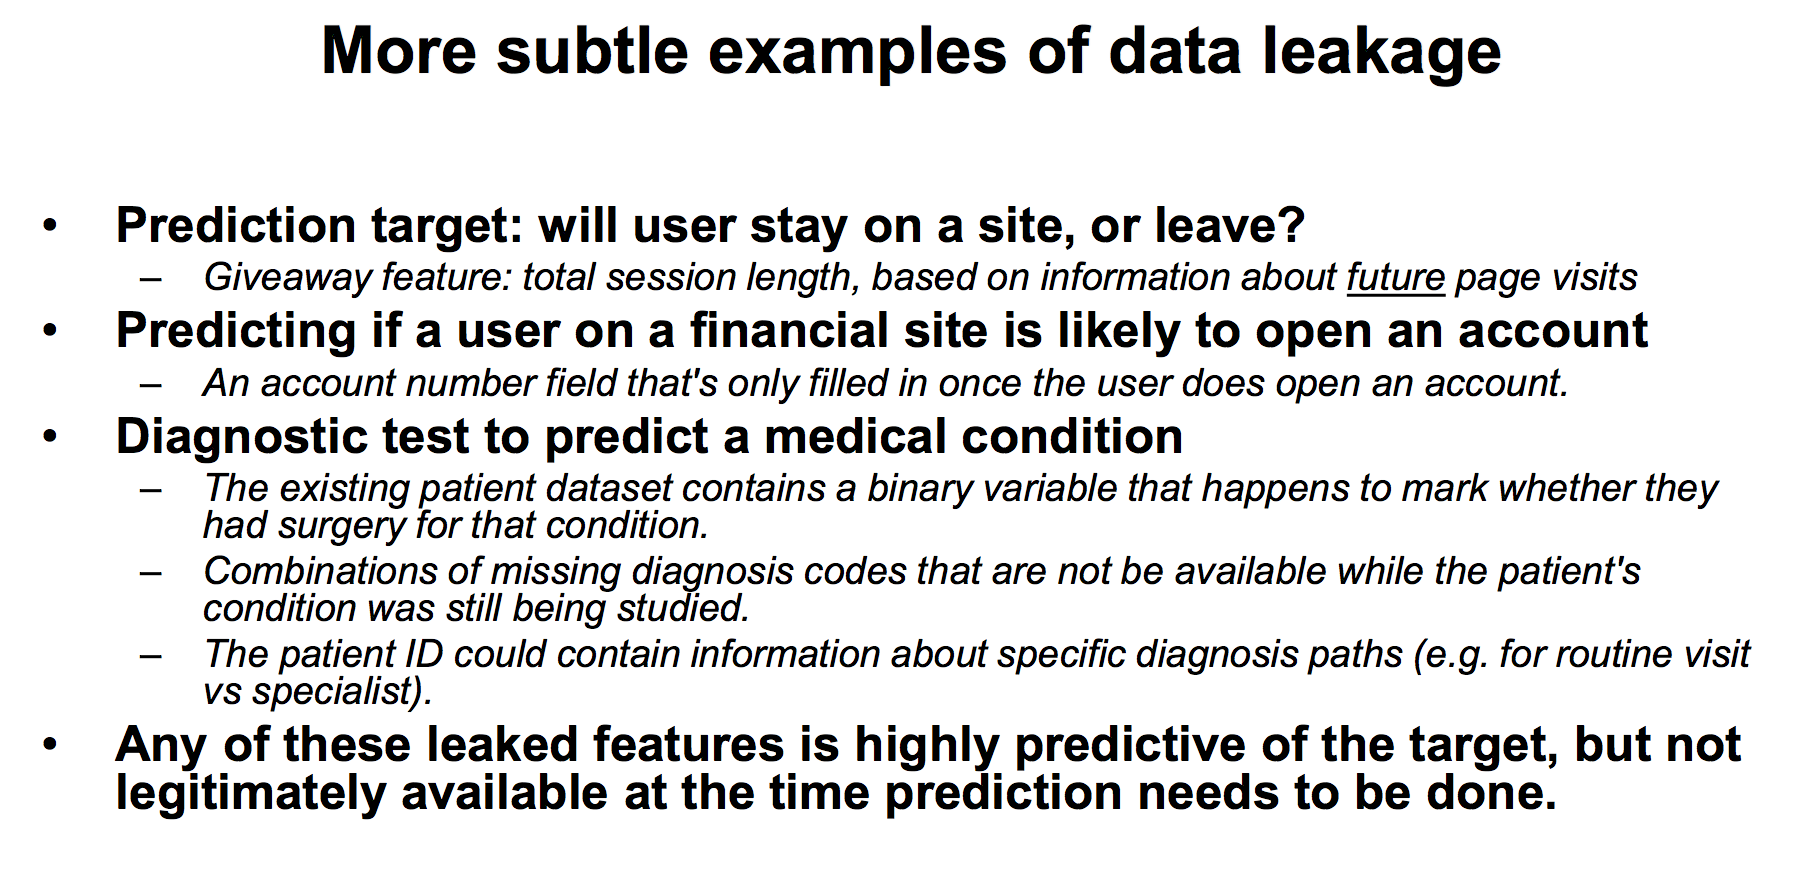 More subtle examples of data leakage
• Prediction target: will user stay on a site, or leave?
– Giveaway feature: total session length, based on information about future page visits
• Predicting if a user on a financial site is likely to open an account
– An account number field that's only filled in once the user does open an account.
• Diagnostic test to predict a medical condition
– The existing patient dataset contains a binary variable that happens to mark whether they
had surgery for that condition.
– Combinations of missing diagnosis codes that are not be available while the patient's
condition was still being studied.
– The patient ID could contain information about specific diagnosis paths (e.g. for routine visit
vs specialist).
• Any of these leaked features is highly predictive of the target, but not
legitimately available at the time prediction needs to be done.